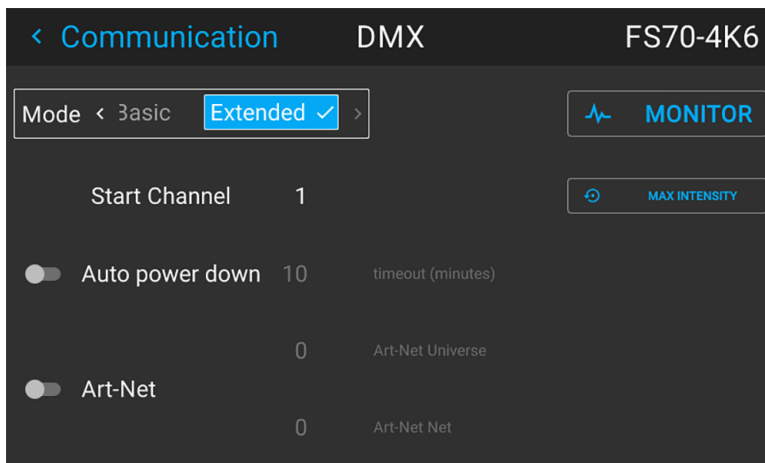 < Communication DMX FS70-4K6
Mode < Basic Extended ✓ >
MONITOR
Start Channel 1
MAX INTENSITY
Auto power down 10 timeout (minutes)
0 Art-Net Universe
Art-Net
0 Art-Net Net